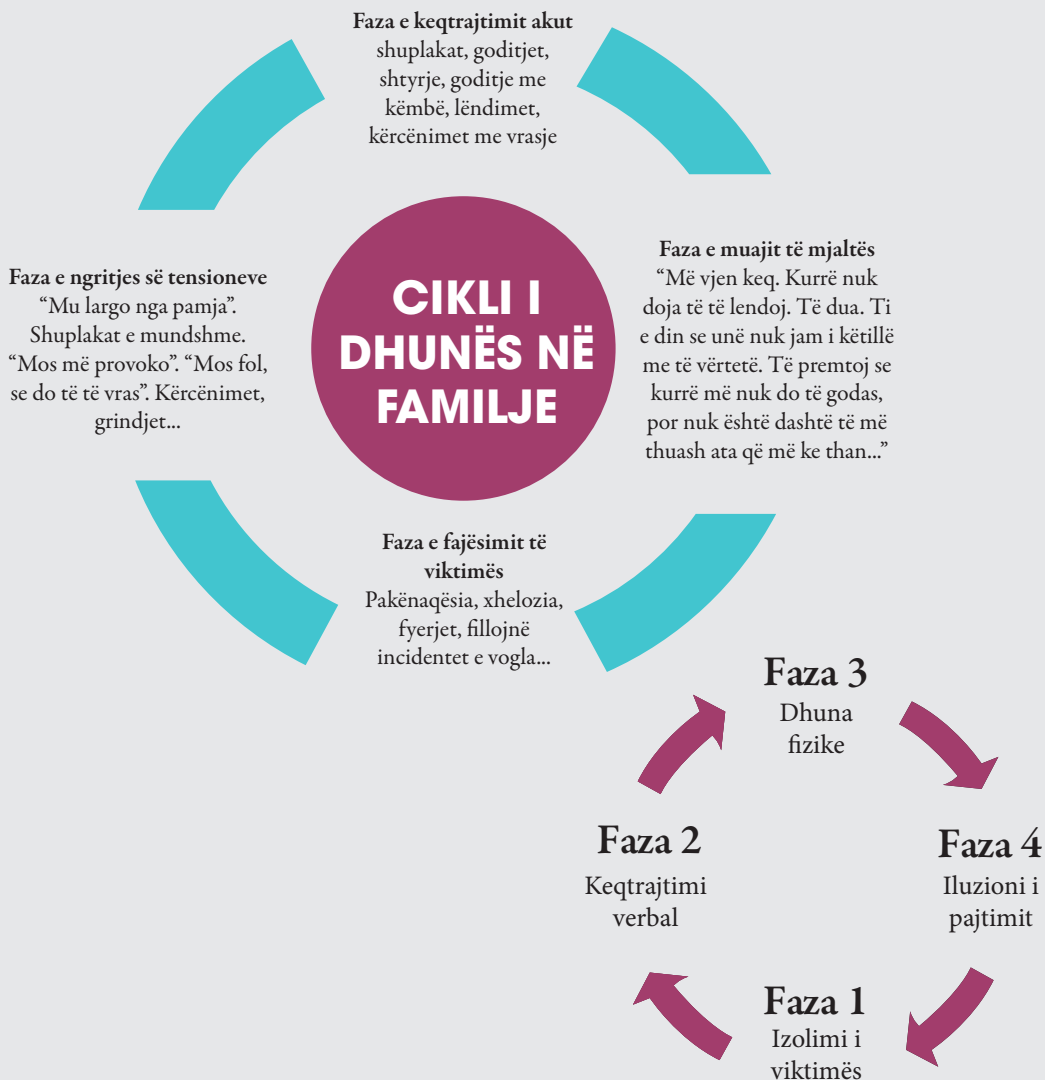 Faza e keqtrajtimit akut
shuplakat, goditjet,
shtyrje, goditje me
këmbë, lëndimet,
kërcënimet me vrasje
Faza e ngritjes së tensioneve
“Mu largo nga pamja”.
Shuplakat e mundshme.
“Mos më provoko”. “Mos fol,
se do të të vras”. Kërcënimet,
grindjet...
CIKLI I
DHUNËS NË
FAMILJE
Faza e muajit të mjaltës
“Më vjen keq. Kurrë nuk
doja të të lendoj. Të dua. Ti
e din se unë nuk jam i këtillë
me të vërtetë. Të premtoj se
kurrë më nuk do të godas,
por nuk është dashtë të më
thuash ata që më ke than...”
Faza e fajësimit të
viktimës
Pakënaqësia, xhelozia,
fyerjet, fillojnë
incidentet e vogla...
Faza 3
Dhuna
fizike
Faza 2
Keqtrajtimi
verbal
Faza 4
Iluzioni i
pajtimit
Faza 1
Izolimi i
viktimës